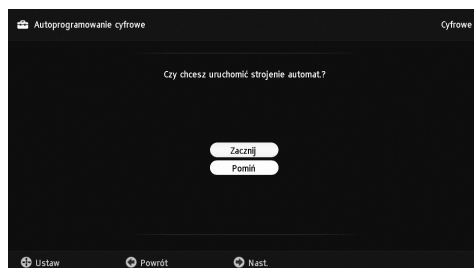 Autoprogramowanie cyfrowe
Cyfrowe
Czy chcesz uruchomić strojenie automat.?
Zacznij
Pomiń
Ustaw
Powrót
Nast.